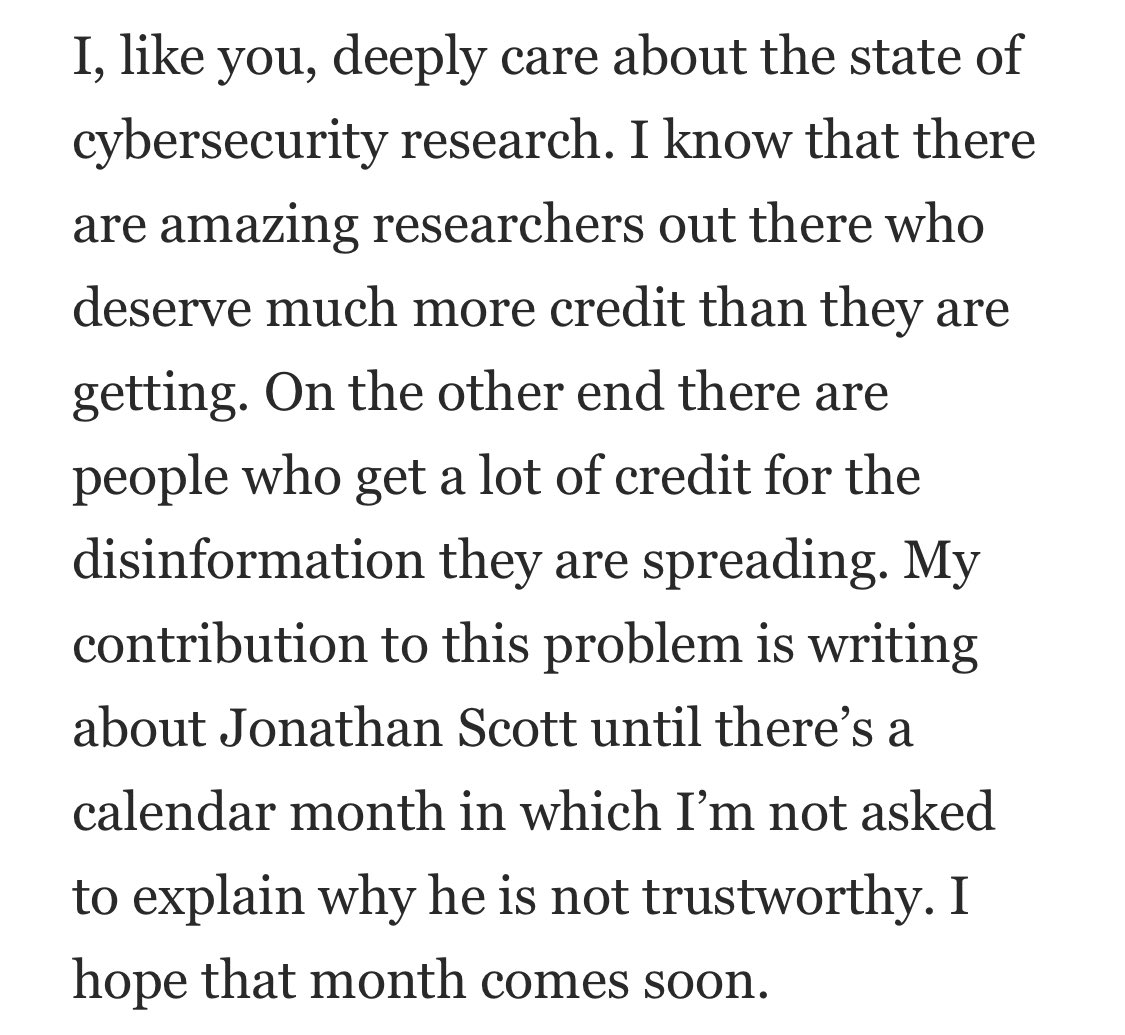 I, like you, deeply care about the state of
cybersecurity research. I know that there
are amazing researchers out there who
deserve much more credit than they are
getting. On the other end there are
people who get a lot of credit for the
disinformation they are spreading. My
contribution to this problem is writing
about Jonathan Scott until there’s a
calendar month in which I’m not asked
to explain why he is not trustworthy. I
hope that month comes soon.